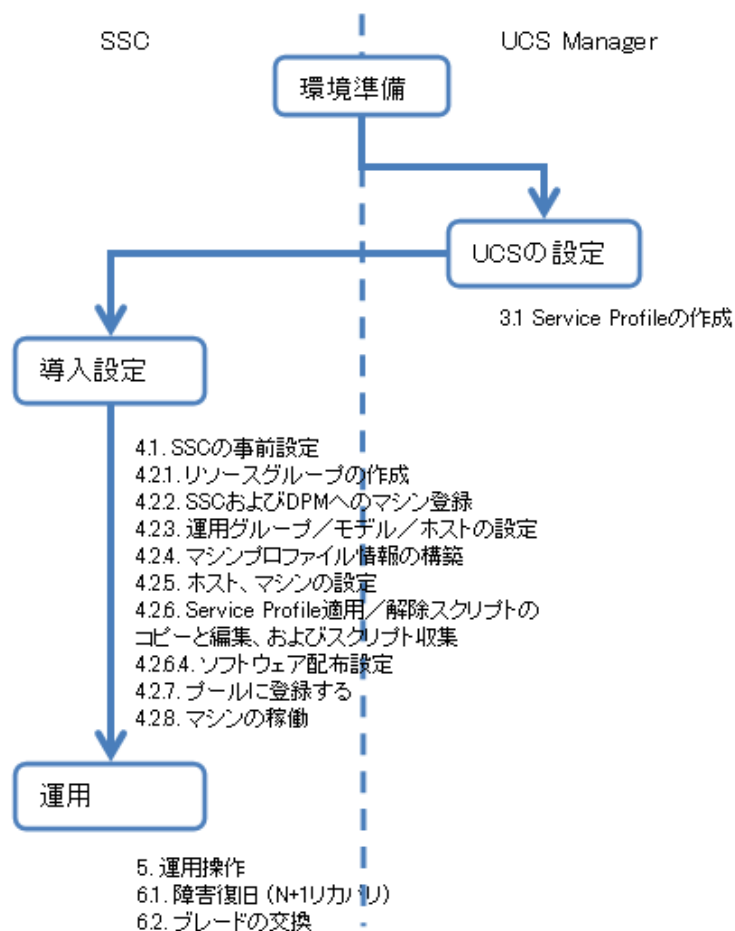 SSC
UCS Manager
環境準備
UCSの設定
3.1 Service Profileの作成
導入設定
4.1. SSCの事前設定
4.2.1. リソースグループの作成
4.2.2. SSCおよびDPMへのマシン登録
4.2.3. 運用グループ／モデル／ホストの設定
4.2.4. マシンプロファイル情報の構築
4.2.5. ホスト、マシンの設定
4.2.6. Service Profile適用／解除スクリプトの
コピーと編集、およびスクリプト収集
4.2.6.4. ソフトウェア配布設定
4.2.7. プールに登録する
4.2.8. マシンの稼働
運用
5. 運用操作
6.1. 障害復旧（N+1リカバリ）
6.2. ブレードの交換